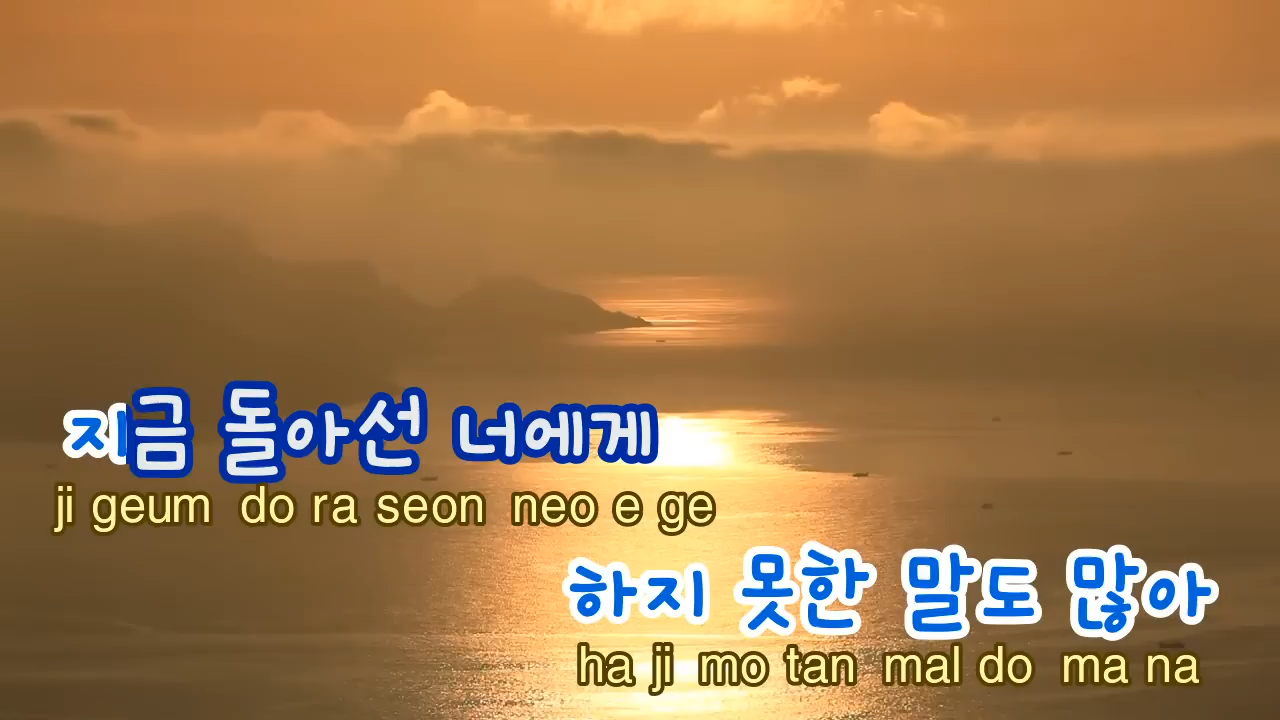 지금 돌아선 너에게
ji geum do ra seon neo e ge
하지 못한 말도 많아
ha ji mo tan mal do ma na